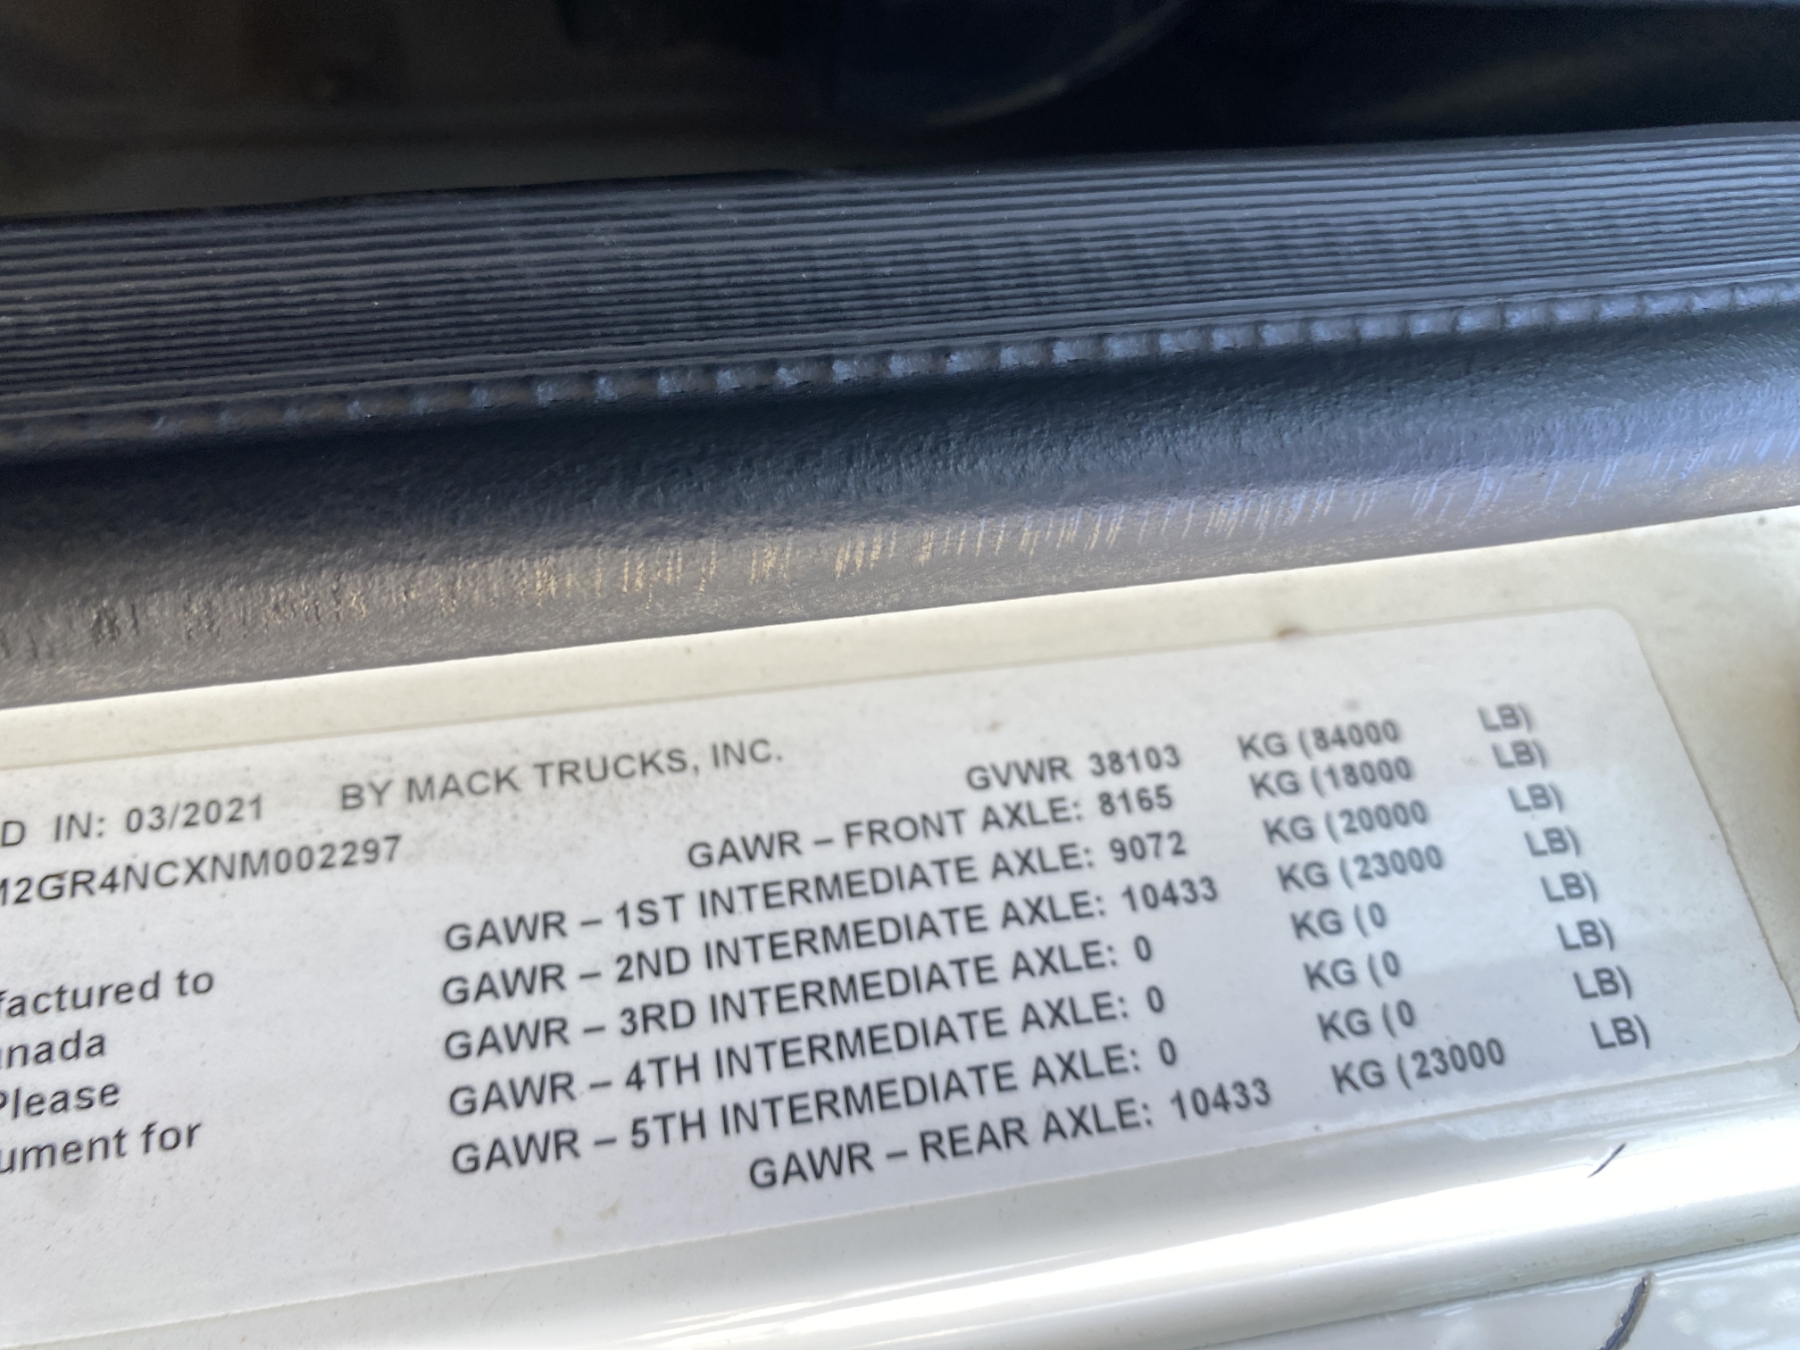 D IN: 03/2021 BY MACK TRUCKS, INC.
M2GR4NCXNM002297
factured to
anada
Please
ument for
GVWR 38103 KG (84000 LB)
GAWR – FRONT AXLE: 8165 KG (18000 LB)
GAWR – 1ST INTERMEDIATE AXLE: 9072 KG (20000 LB)
GAWR – 2ND INTERMEDIATE AXLE: 10433 KG (23000 LB)
GAWR – 3RD INTERMEDIATE AXLE: 0 KG (0 LB)
GAWR – 4TH INTERMEDIATE AXLE: 0 KG (0 LB)
GAWR – 5TH INTERMEDIATE AXLE: 0 KG (0 LB)
GAWR – REAR AXLE: 10433 KG (23000 LB)